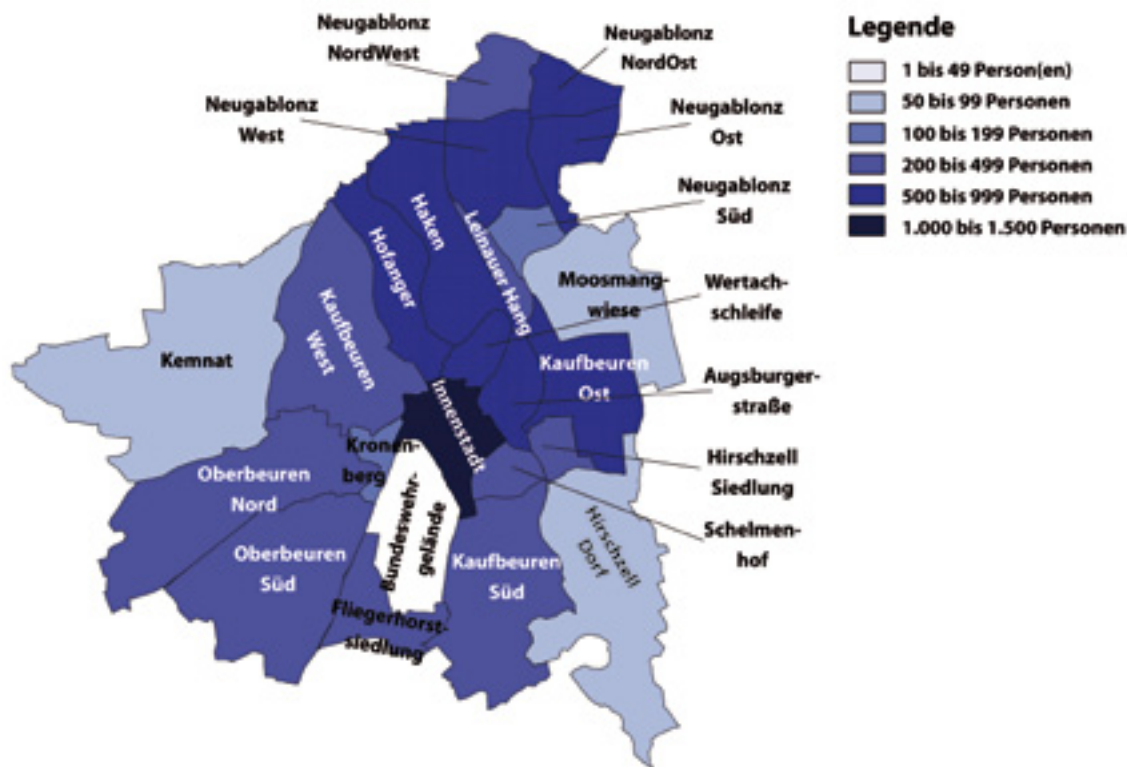 Neugablonz
NordWest
Neugablonz
NordOst
Neugablonz
West
Neugablonz
Ost
Neugablonz
Süd
Haken
Hofanger
Leinauer Hang
Moosmang-
wiese
Wertach-
schleife
Kaufbeuren
West
Kemnat
Kaufbeuren
Ost
Augsburger-
straße
Innenstadt
Kronen-
berg
Oberbeuren
Nord
Hirschzell
Siedlung
Schelmen-
hof
Bundeswehr-
gelände
Oberbeuren
Süd
Kaufbeuren
Süd
Hirschzell
Dorf
Fliegerhorst-
siedlung
Legende
1 bis 49 Person(en)
50 bis 99 Personen
100 bis 199 Personen
200 bis 499 Personen
500 bis 999 Personen
1.000 bis 1.500 Personen